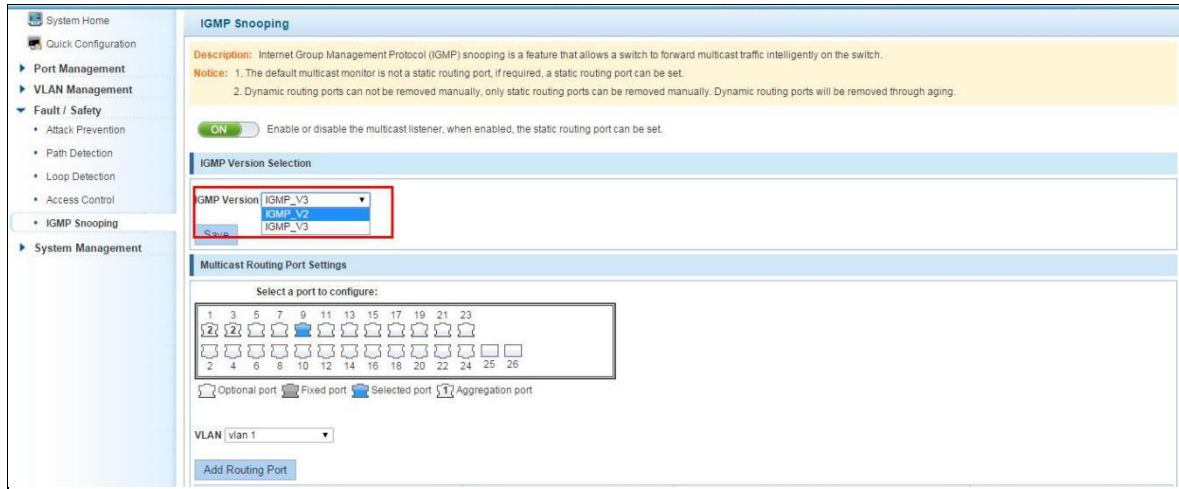 System Home
Quick Configuration
Port Management
VLAN Management
Fault / Safety
Attack Prevention
Path Detection
Loop Detection
Access Control
IGMP Snooping
System Management
IGMP Snooping
Description: Internet Group Management Protocol (IGMP) snooping is a feature that allows a switch to forward multicast traffic intelligently on the switch.
Notice: 1. The default multicast monitor is not a static routing port, if required, a static routing port can be set.
2. Dynamic routing ports can not be removed manually, only static routing ports can be removed manually. Dynamic routing ports will be removed through aging.
ON Enable or disable the multicast listener, when enabled, the static routing port can be set.
IGMP Version Selection
IGMP Version IGMP_V3
IGMP_V2
IGMP_V3
Save
Multicast Routing Port Settings
Select a port to configure:
1 3 5 7 9 11 13 15 17 19 21 23
2 2
2 4 6 8 10 12 14 16 18 20 22 24 25 26
Optional port Fixed port Selected port 1 Aggregation port
VLAN vlan 1
Add Routing Port